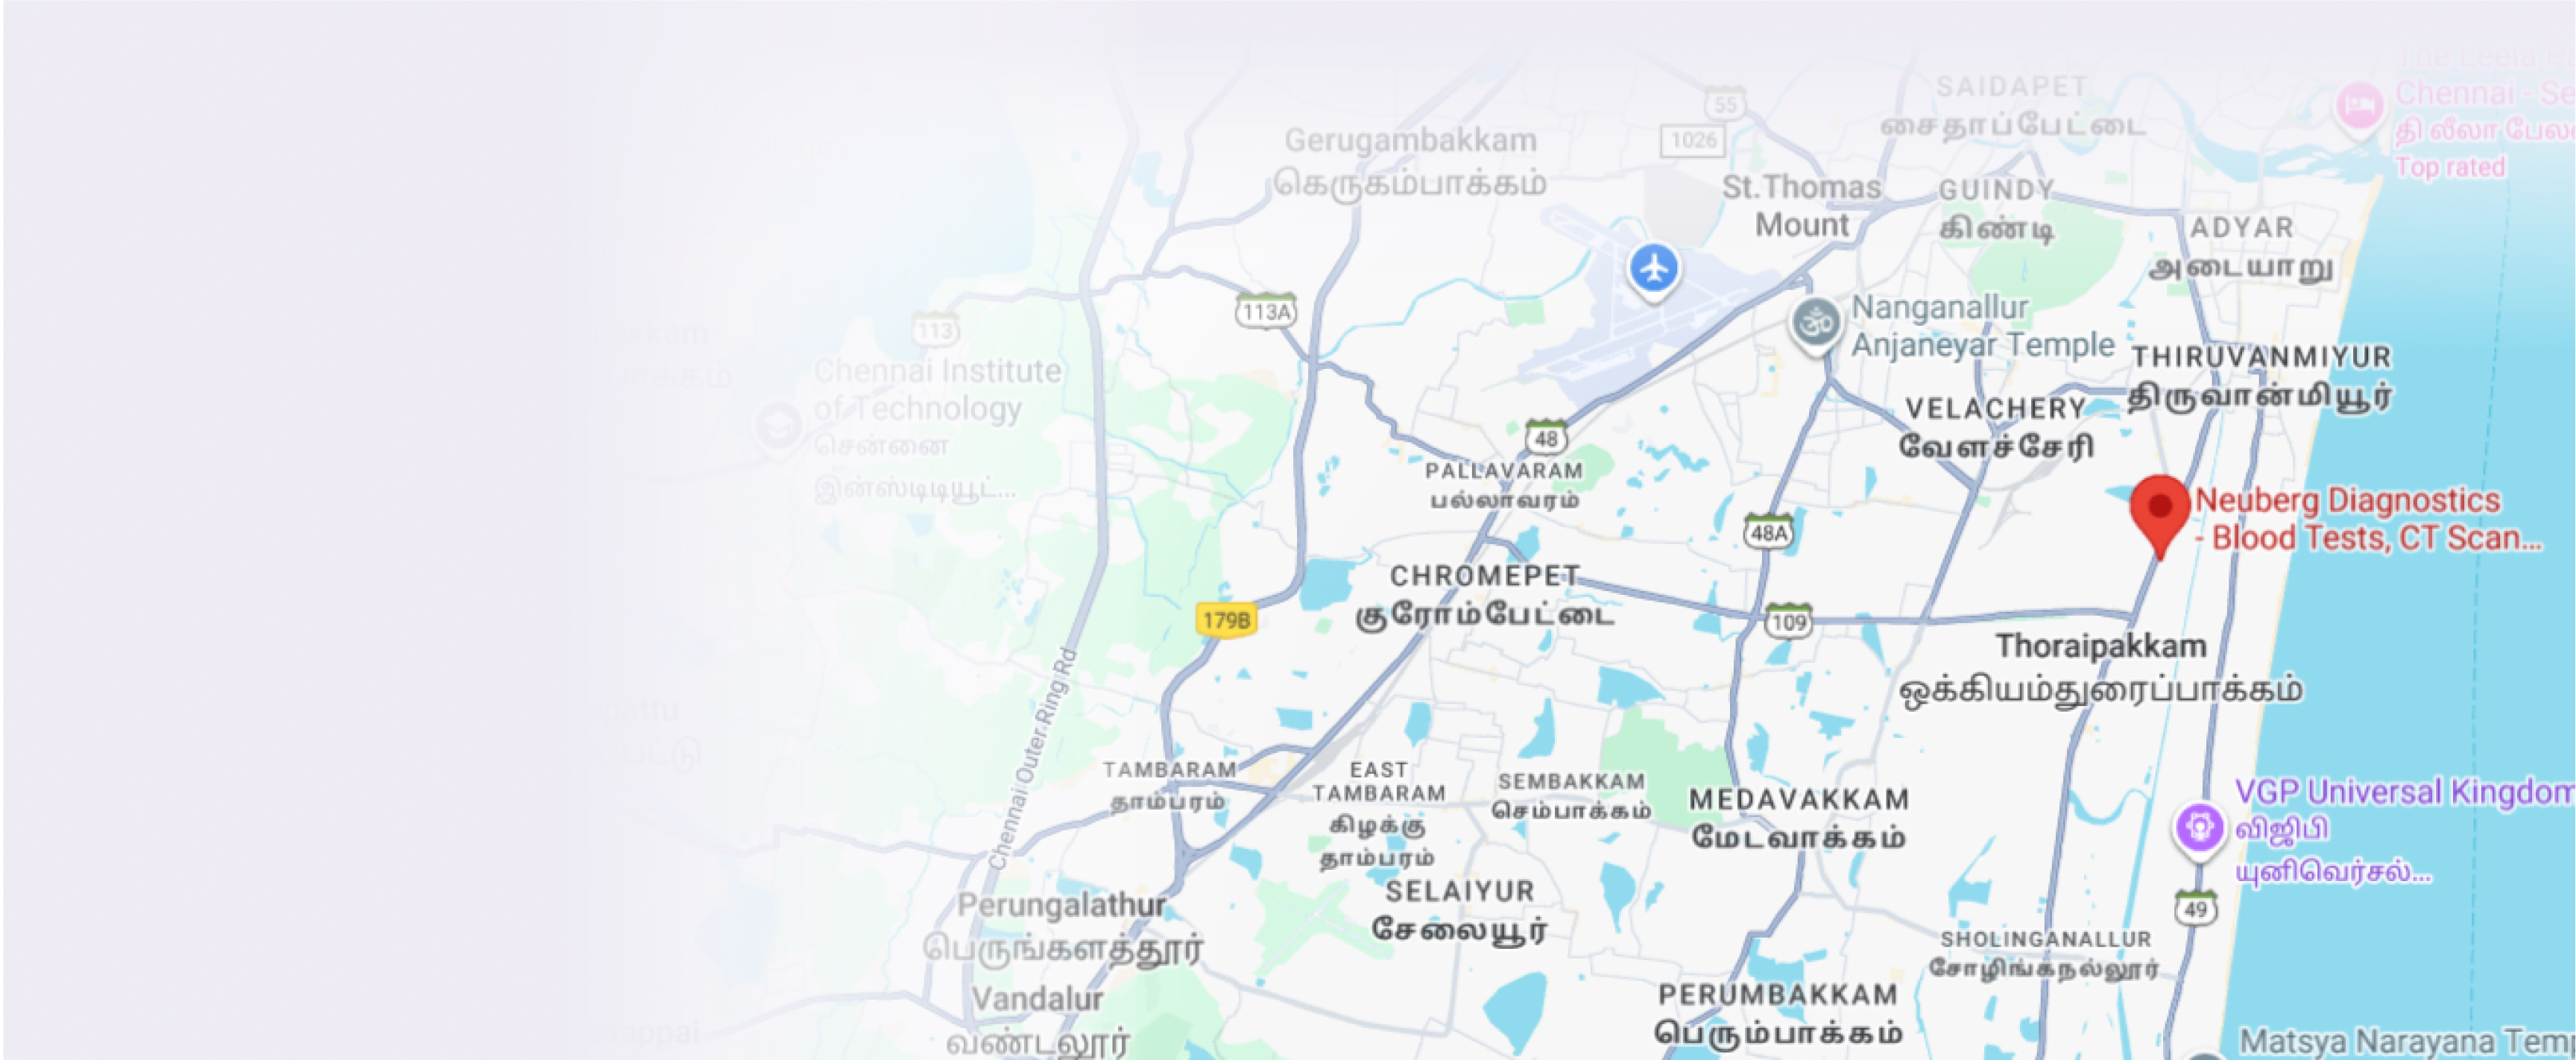 Chennai - Se
தி லீலா பேல
Top rated
SAIDAPET
சைதாப்பேட்டை
55
1026
Gerugambakkam
கெருகம்பாக்கம்
St.Thomas
Mount
GUINDY
கிண்டி
ADYAR
அடையாறு
113A
113
Nanganallur
Anjaneyar Temple
THIRUVANMIYUR
திருவான்மியூர்
Chennai Institute
of Technology
சென்னை
இன்ஸ்டிடியூட்...
VELACHERY
வேளச்சேரி
48
PALLAVARAM
பல்லாவரம்
Neuberg Diagnostics
- Blood Tests, CT Scan...
48A
CHROMEPET
குரோம்பேட்டை
179B
109
Thoraipakkam
ஒக்கியம்துரைப்பாக்கம்
Chennai Outer Ring Rd
TAMBARAM
தாம்பரம்
EAST
TAMBARAM
கிழக்கு
தாம்பரம்
SEMBAKKAM
செம்பாக்கம்
MEDAVAKKAM
மேடவாக்கம்
VGP Universal Kingdom
விஜிபி
யுனிவெர்சல்...
SELAIYUR
சேலையூர்
49
Perungalathur
பெருங்களத்தூர்
SHOLINGANALLUR
சோழிங்கநல்லூர்
Vandalur
வண்டலூர்
PERUMBAKKAM
பெரும்பாக்கம்
Matsya Narayana Tem